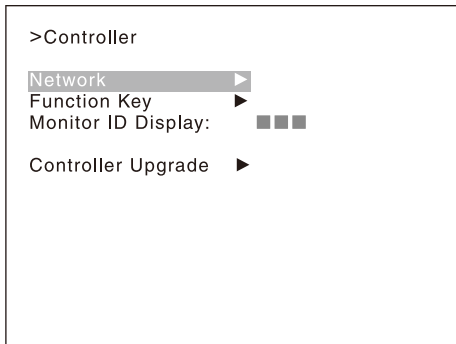 >Controller
Network ▶
Function Key ▶
Monitor ID Display: ■■■
Controller Upgrade ▶